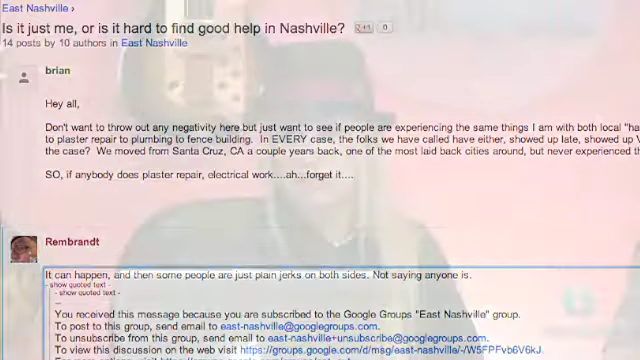 East Nashville ›
Is it just me, or is it hard to find good help in Nashville?
+1 0
14 posts by 10 authors in East Nashville
brian
Hey all,
Don't want to throw out any negativity here but just want to see if people are experiencing the same things I am with both local "ha
to plaster repair to plumbing to fence building. In EVERY case, the folks we have called have either, showed up late, showed up V
the case? We moved from Santa Cruz, CA a couple years back, one of the most laid back cities around, but never experienced th
SO, if anybody does plaster repair, electrical work....ah...forget it....
Rembrandt
It can happen, and then some people are just plain jerks on both sides. Not saying anyone is.
- show quoted text -
- show quoted text -
--
You received this message because you are subscribed to the Google Groups "East Nashville" group.
To post to this group, send email to east-nashville@googlegroups.com.
To unsubscribe from this group, send email to east-nashville+unsubscribe@googlegroups.com.
To view this discussion on the web visit https://groups.google.com/d/msg/east-nashville/-/W5FPFvb6V6kJ.